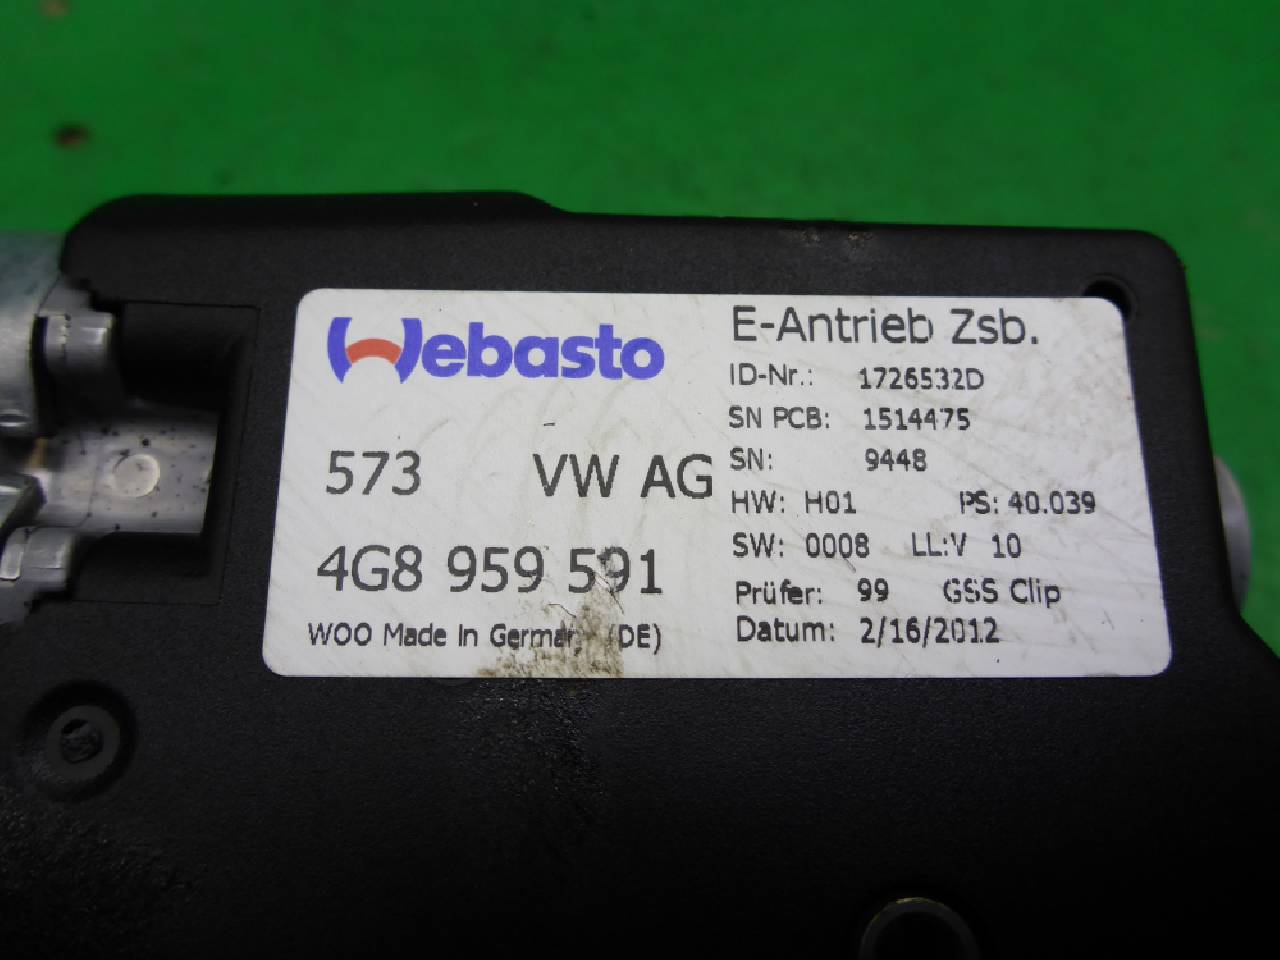 Webasto
573 VW AG
4G8 959 591
WOO Made In Germany (DE)
E-Antrieb Zsb.
ID-Nr.: 1726532D
SN PCB: 1514475
SN: 9448
HW: H01 PS: 40.039
SW: 0008 LL:V 10
Prüfer: 99 GSS Clip
Datum: 2/16/2012